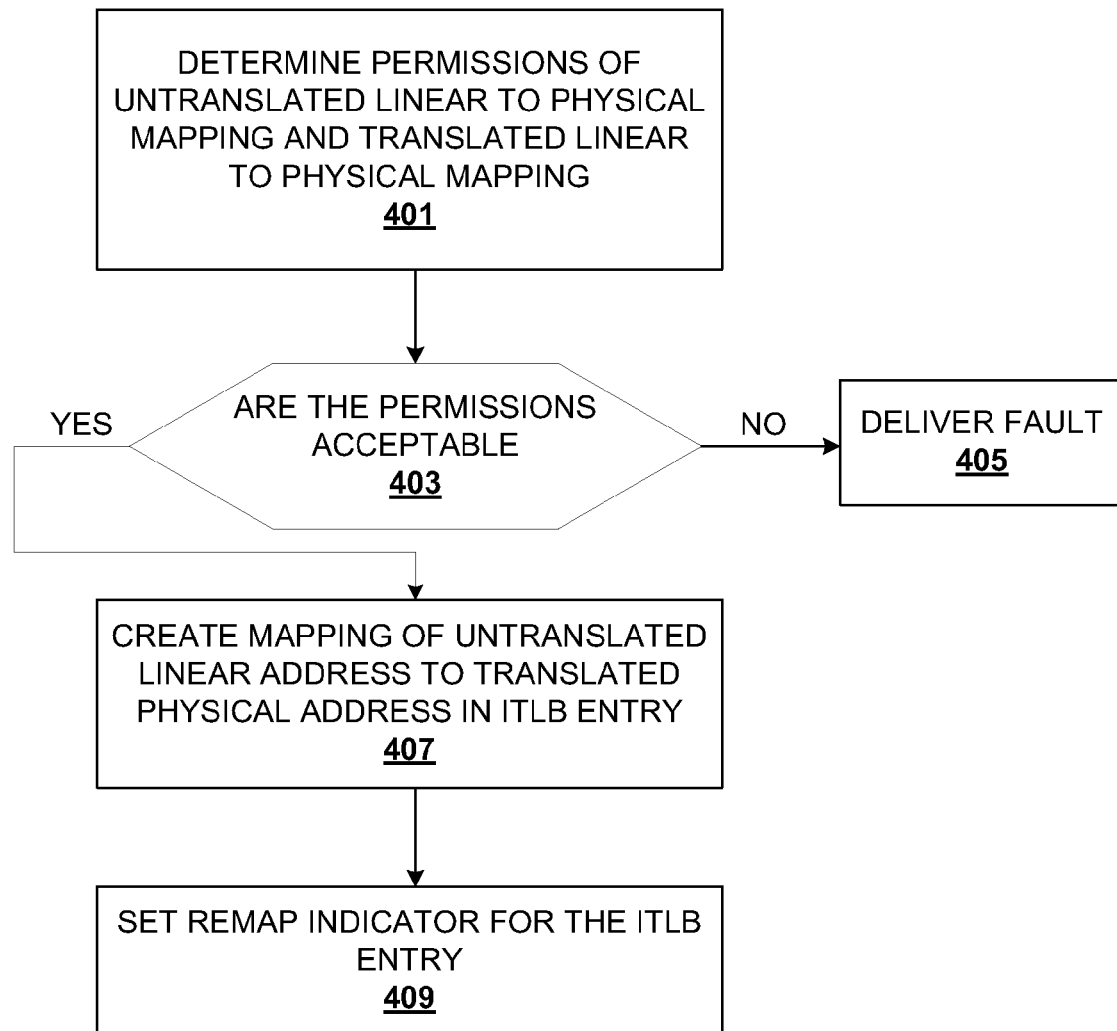 DETERMINE PERMISSIONS OF
UNTRANSLATED LINEAR TO PHYSICAL
MAPPING AND TRANSLATED LINEAR
TO PHYSICAL MAPPING
401
YES
ARE THE PERMISSIONS
ACCEPTABLE
403
NO
DELIVER FAULT
405
CREATE MAPPING OF UNTRANSLATED
LINEAR ADDRESS TO TRANSLATED
PHYSICAL ADDRESS IN ITLB ENTRY
407
SET REMAP INDICATOR FOR THE ITLB
ENTRY
409